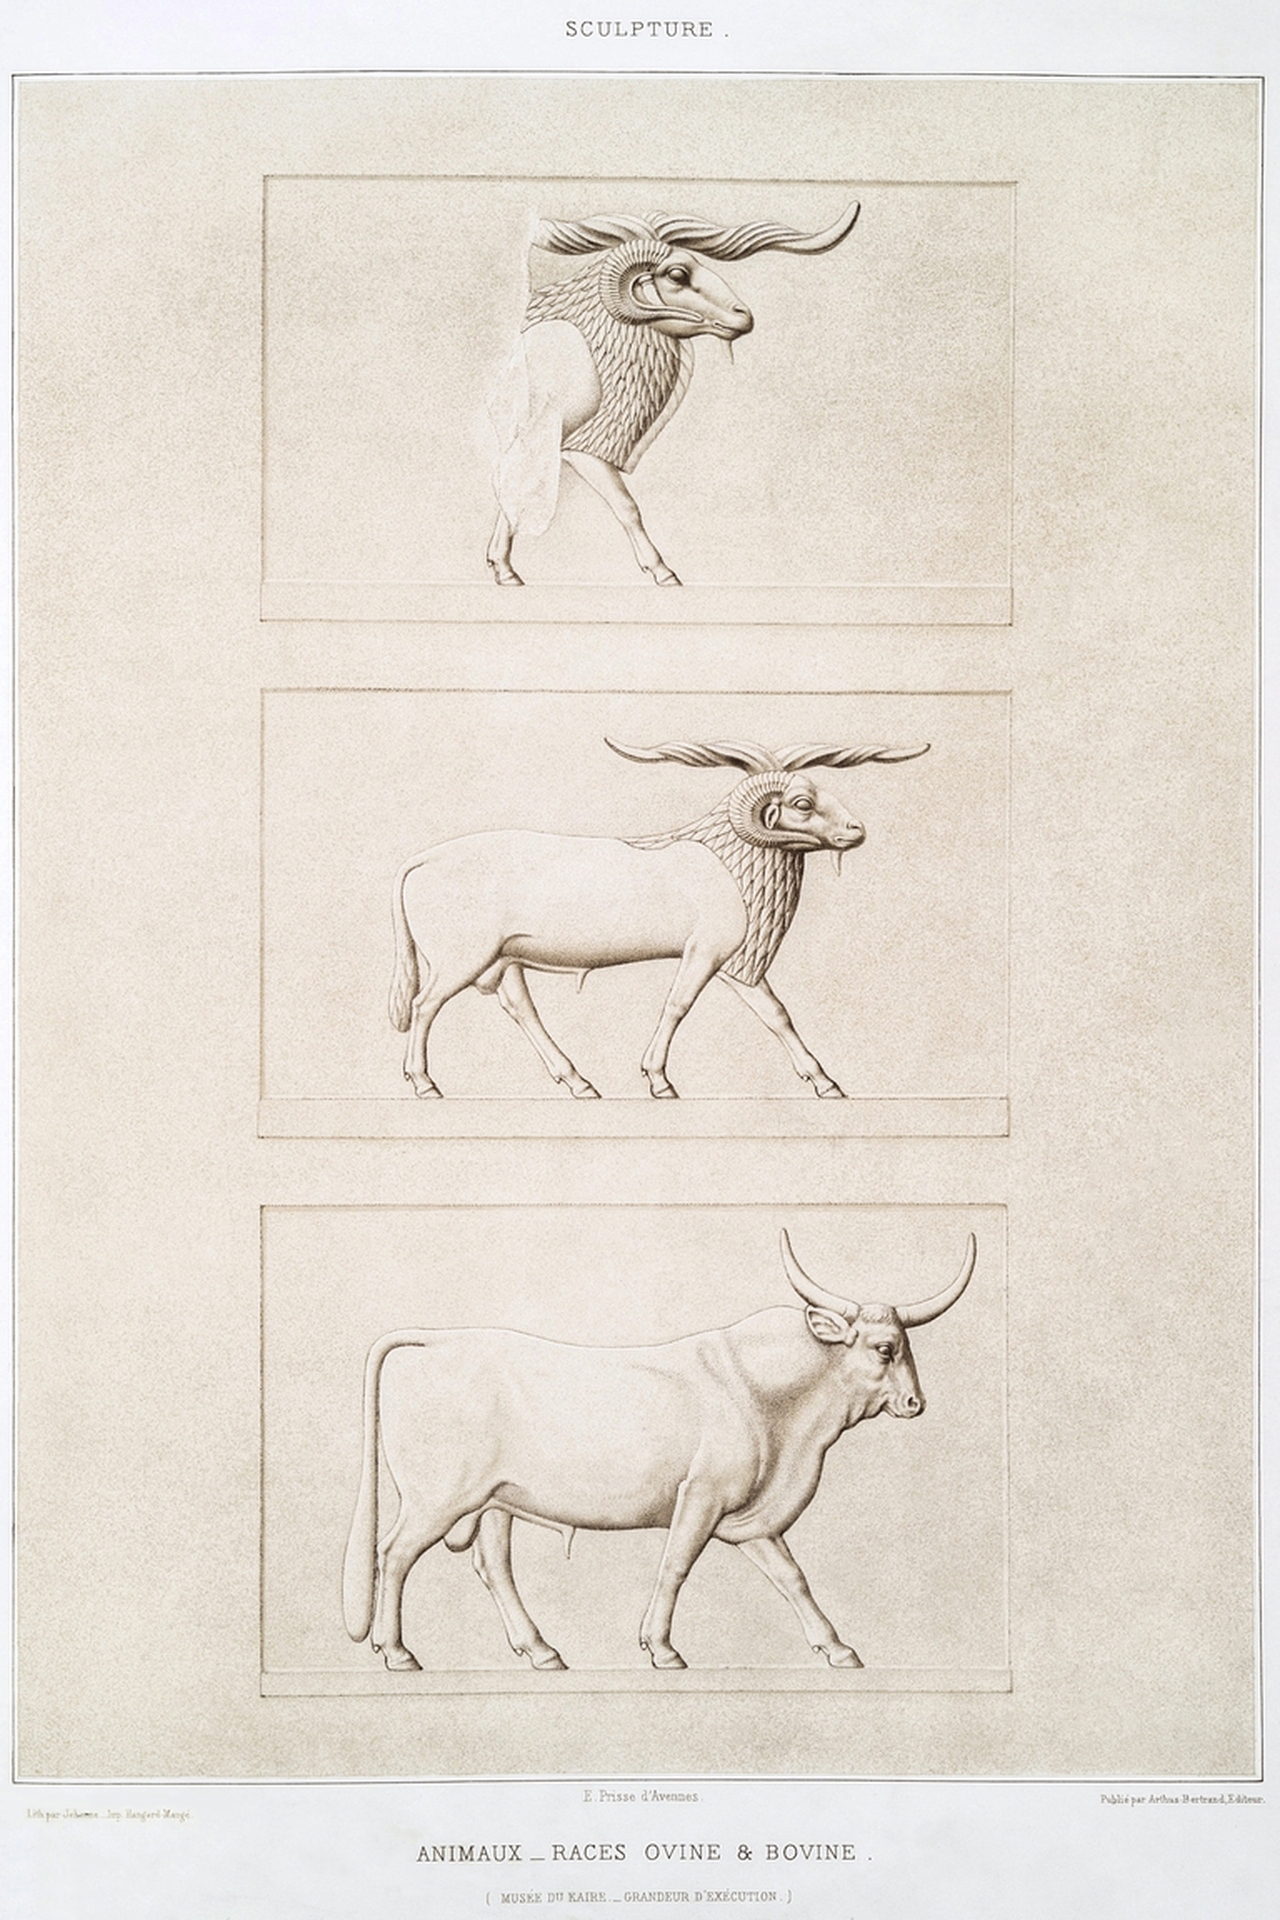 SCULPTURE .
E. Prisse d'Avennes.
Lith par Jehenne _ Imp. Hangard-Maugé.
Publié par Arthus-Bertrand, Editeur.
ANIMAUX _ RACES OVINE & BOVINE .
( MUSÉE DU KAIRE. _ GRANDEUR D'EXÉCUTION. )